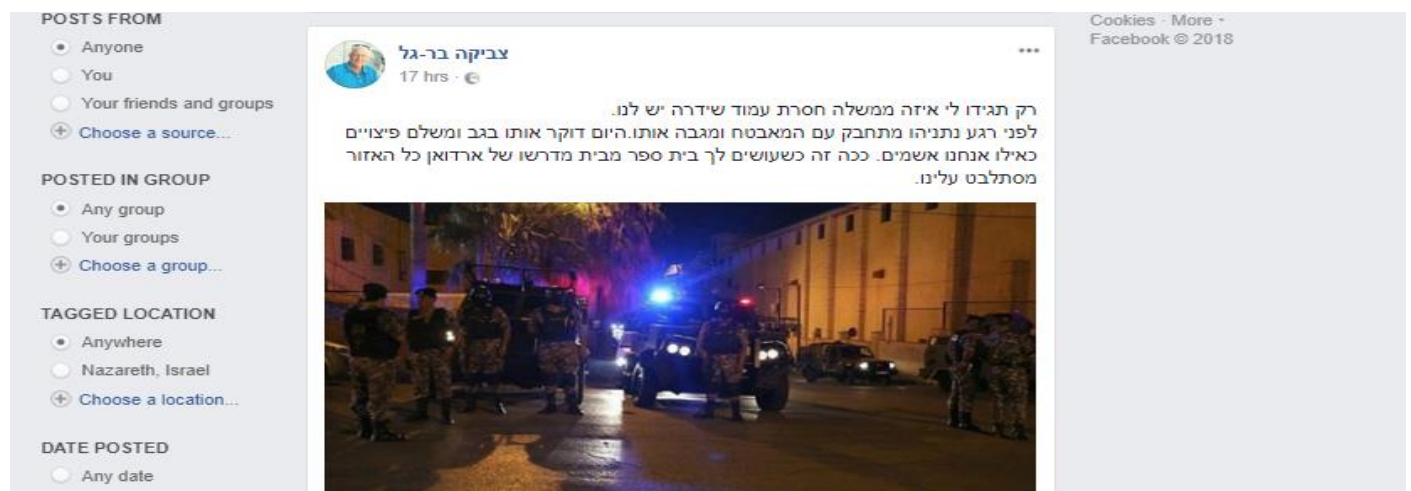 POSTS FROM
Anyone
You
Your friends and groups
Choose a source...
POSTED IN GROUP
Any group
Your groups
Choose a group...
TAGGED LOCATION
Anywhere
Nazareth, Israel
Choose a location...
DATE POSTED
Any date
צביקה בר-גל
17 hrs ·
רק תגידו לי איזה ממשלה חסרת עמוד שידרה יש לנו.
לפני רגע נתניהו מתחבק עם המאבטח ומגבה אותו.היום דוקר אותו בגב ומשלם פיצויים
כאילו אנחנו אשמים. ככה זה כשעושים לך בית ספר מבית מדרשו של ארדואן כל האזור
מסתלבט עלינו.
Cookies · More
Facebook © 2018